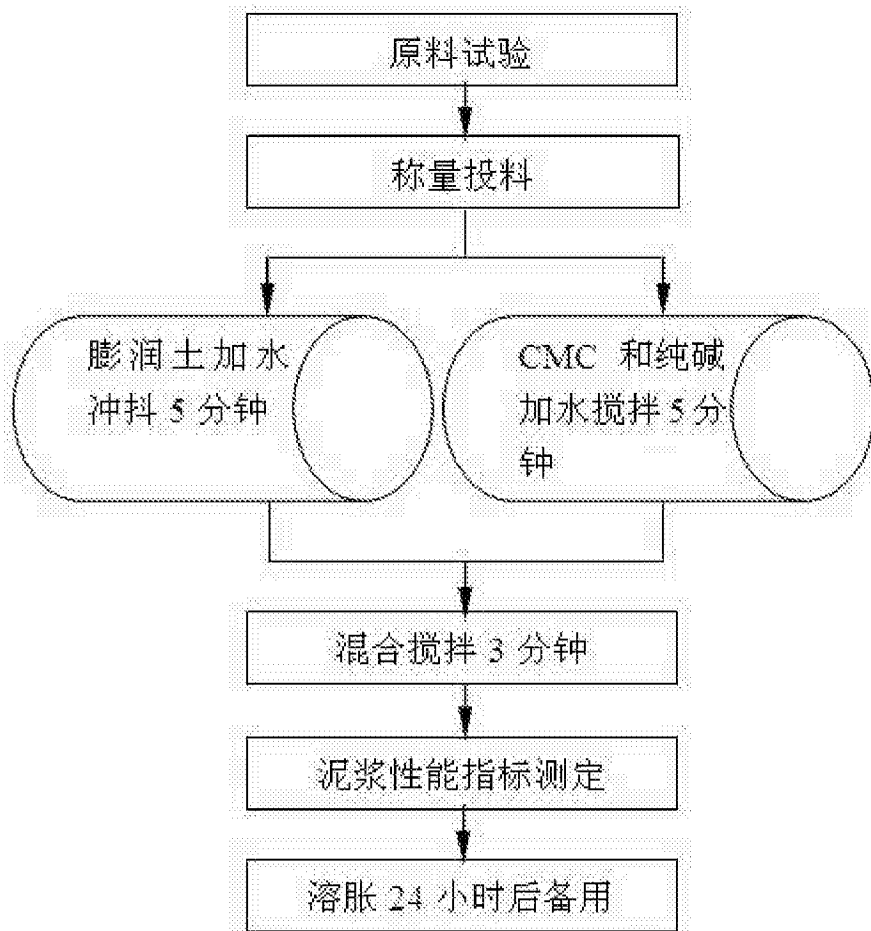 原料试验
称量投料
膨润土加水
冲抖 5 分钟
CMC 和纯碱
加水搅拌 5 分
钟
混合搅拌 3 分钟
泥浆性能指标测定
溶胀 24 小时后备用